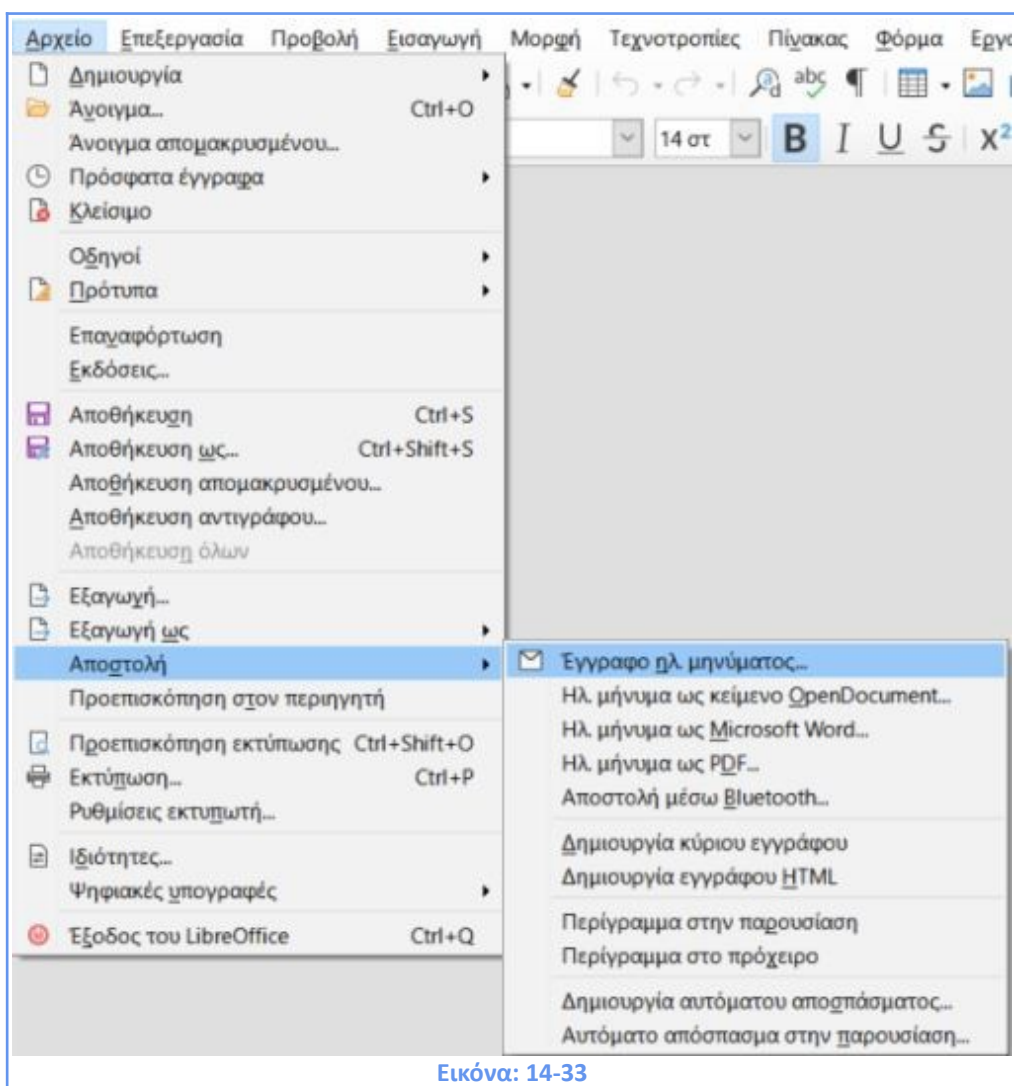 Αρχείο Επεξεργασία Προβολή Εισαγωγή Μορφή Τεχνοτροπίες Πίνακας Φόρμα Εργα
Δημιουργία
Άνοιγμα... Ctrl+O
14 στ B I U S X²
Άνοιγμα απομακρυσμένου...
Πρόσφατα έγγραφα
Κλείσιμο
Οδηγοί
Πρότυπα
Επαναφόρτωση
Εκδόσεις...
Αποθήκευση Ctrl+S
Αποθήκευση ως... Ctrl+Shift+S
Αποθήκευση απομακρυσμένου...
Αποθήκευση αντιγράφου...
Αποθήκευση όλων
Εξαγωγή...
Εξαγωγή ως
Αποστολή
Προεπισκόπηση στον περιηγητή
Προεπισκόπηση εκτύπωσης Ctrl+Shift+O
Εκτύπωση... Ctrl+P
Ρυθμίσεις εκτυπωτή...
Ιδιότητες...
Ψηφιακές υπογραφές
Έξοδος του LibreOffice Ctrl+Q
Έγγραφο ηλ. μηνύματος...
Ηλ. μήνυμα ως κείμενο OpenDocument...
Ηλ. μήνυμα ως Microsoft Word...
Ηλ. μήνυμα ως PDF...
Αποστολή μέσω Bluetooth...
Δημιουργία κύριου εγγράφου
Δημιουργία εγγράφου HTML
Περίγραμμα στην παρουσίαση
Περίγραμμα στο πρόχειρο
Δημιουργία αυτόματου αποσπάσματος...
Αυτόματο απόσπασμα στην παρουσίαση...
Εικόνα: 14-33